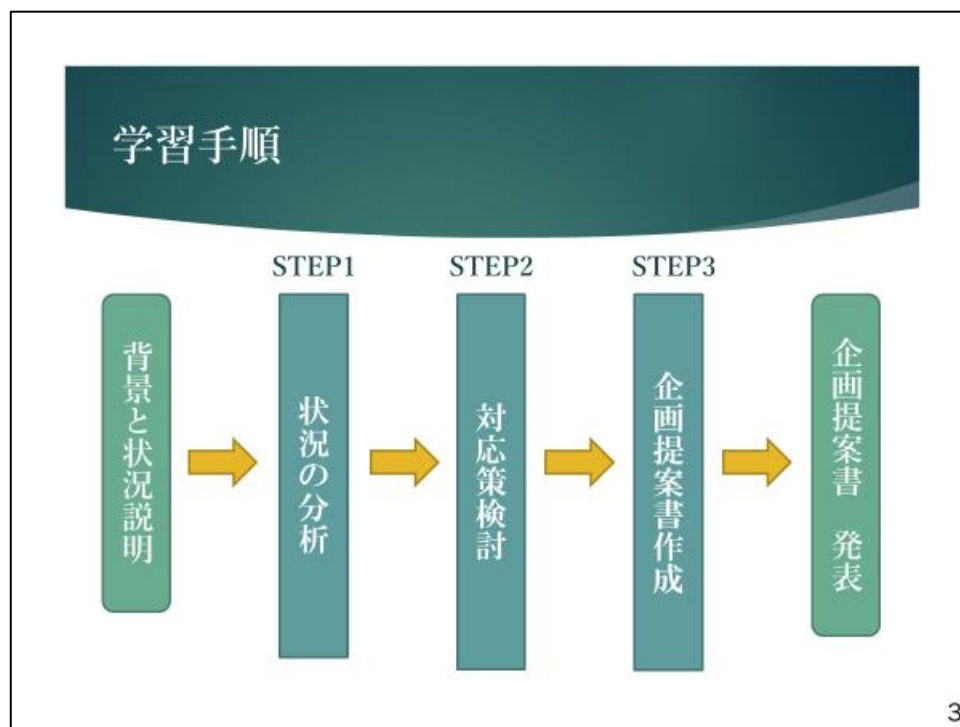 学習手順
STEP1
STEP2
STEP3
背景と状況説明
状況の分析
対応策検討
企画提案書作成
企画提案書　発表
3